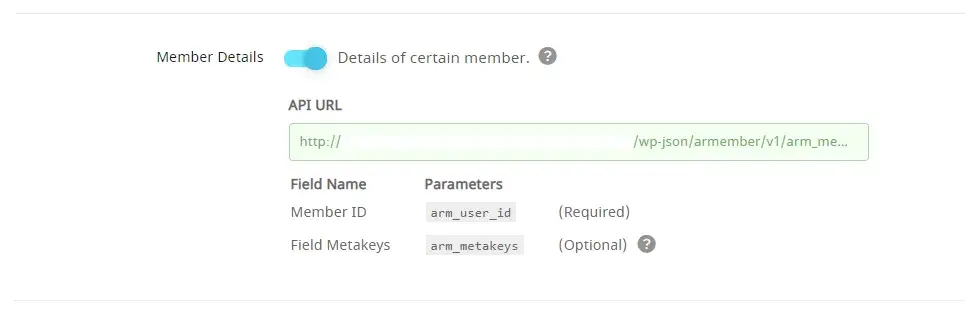 Member Details Details of certain member. ?
API URL
http:// /wp-json/armember/v1/arm_me...
Field Name Parameters
Member ID arm_user_id (Required)
Field Metakeys arm_metakeys (Optional) ?